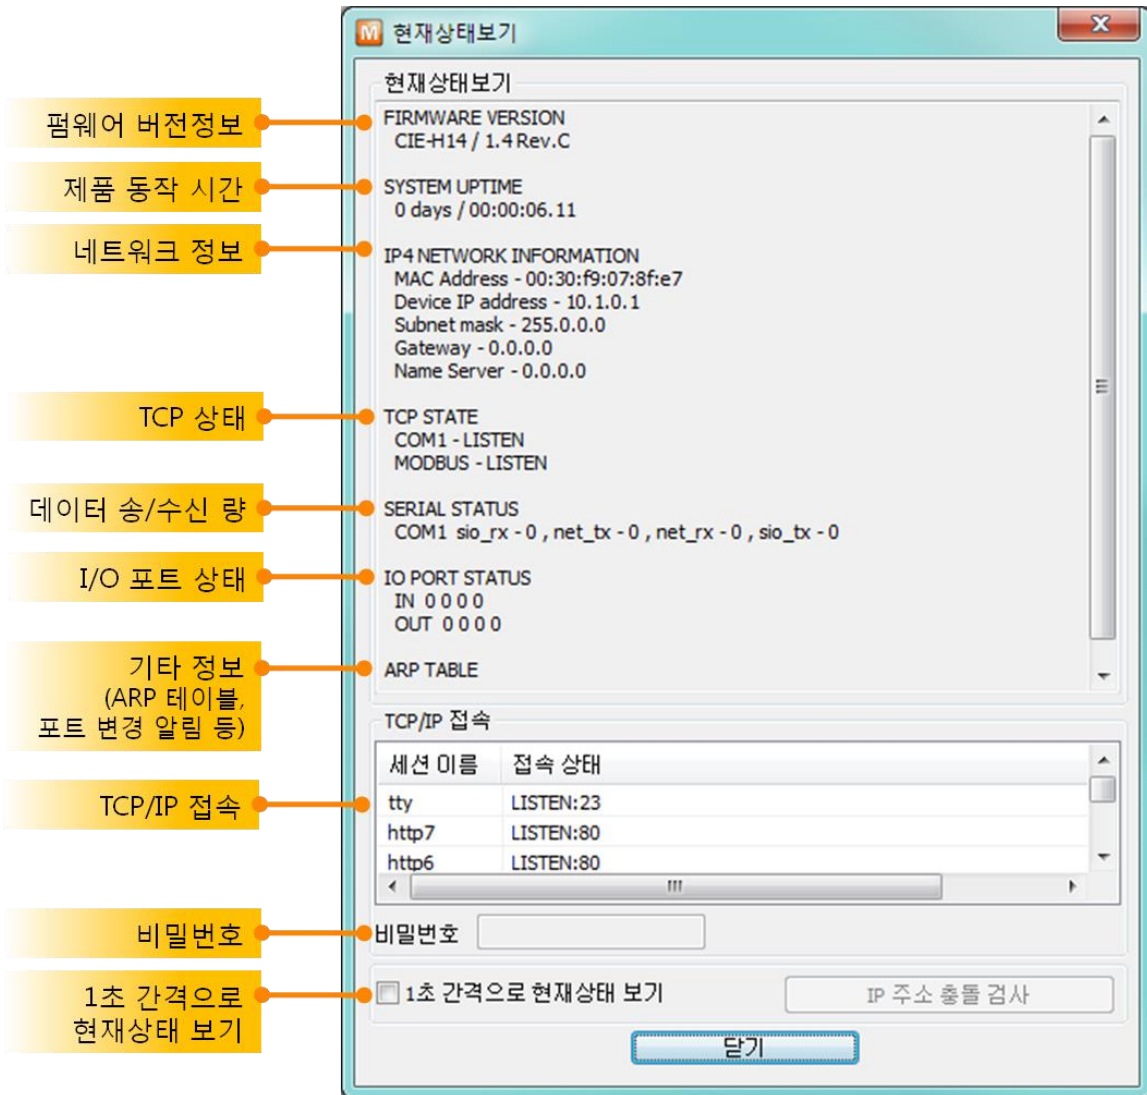 M 현재상태보기
현재상태보기
펌웨어 버전정보
FIRMWARE VERSION
CIE-H14 / 1.4 Rev.C
제품 동작 시간
SYSTEM UPTIME
0 days / 00:00:06.11
네트워크 정보
IP4 NETWORK INFORMATION
MAC Address - 00:30:f9:07:8f:e7
Device IP address - 10.1.0.1
Subnet mask - 255.0.0.0
Gateway - 0.0.0.0
Name Server - 0.0.0.0
TCP 상태
TCP STATE
COM1 - LISTEN
MODBUS - LISTEN
데이터 송/수신 량
SERIAL STATUS
COM1 sio_rx - 0 , net_tx - 0 , net_rx - 0 , sio_tx - 0
I/O 포트 상태
IO PORT STATUS
IN 0 0 0 0
OUT 0 0 0 0
기타 정보
(ARP 테이블,
포트 변경 알림 등)
ARP TABLE
TCP/IP 접속
세션 이름 접속 상태
TCP/IP 접속
tty LISTEN:23
http7 LISTEN:80
http6 LISTEN:80
비밀번호
비밀번호
1초 간격으로
현재상태 보기
1초 간격으로 현재상태 보기
IP 주소 충돌 검사
닫기